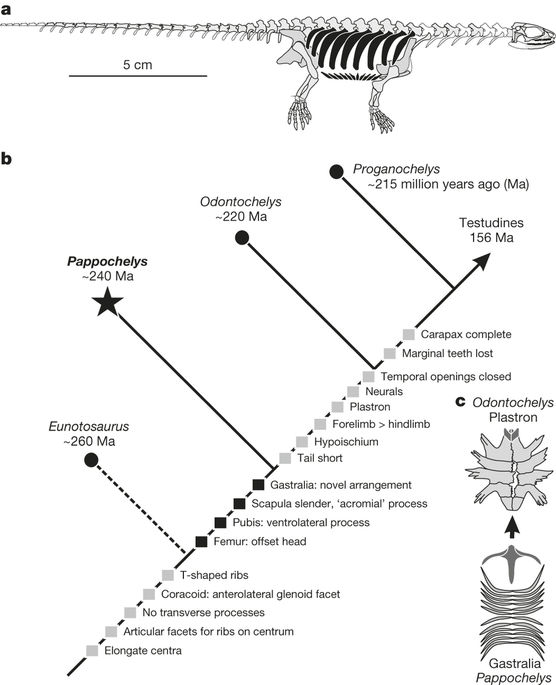 a
5 cm
b
Proganochelys
~215 million years ago (Ma)
Odontochelys
~220 Ma
Testudines
156 Ma
Pappochelys
~240 Ma
Carapax complete
Marginal teeth lost
Temporal openings closed
Neurals
Plastron
Forelimb > hindlimb
Hypoischium
Tail short
Eunotosaurus
~260 Ma
Gastralia: novel arrangement
Scapula slender, ‘acromial’ process
Pubis: ventrolateral process
Femur: offset head
T-shaped ribs
Coracoid: anterolateral glenoid facet
No transverse processes
Articular facets for ribs on centrum
Elongate centra
c Odontochelys
Plastron
Gastralia
Pappochelys